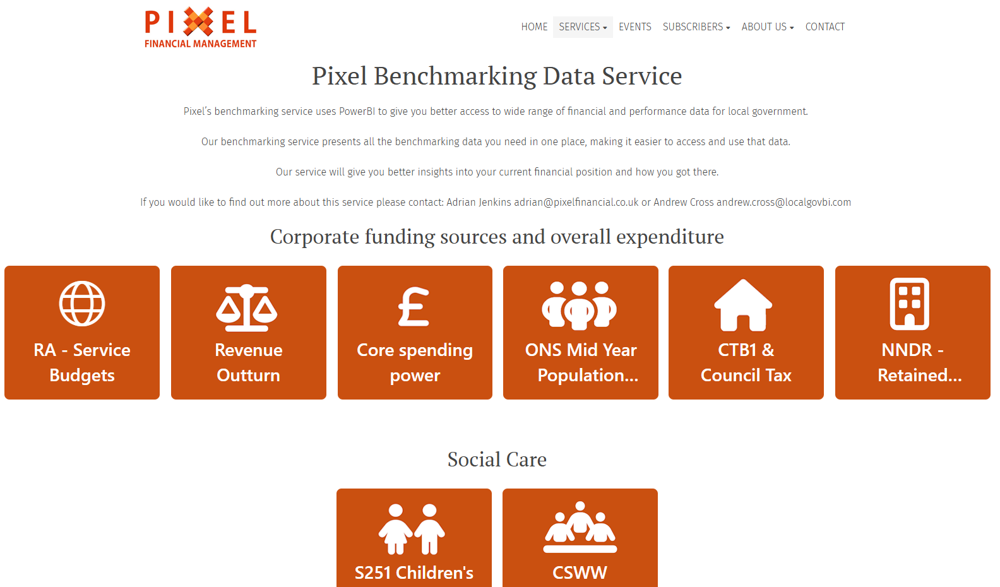 PIXEL
FINANCIAL MANAGEMENT
HOME SERVICES EVENTS SUBSCRIBERS ABOUT US CONTACT
Pixel Benchmarking Data Service
Pixel’s benchmarking service uses PowerBI to give you better access to wide range of financial and performance data for local government.
Our benchmarking service presents all the benchmarking data you need in one place, making it easier to access and use that data.
Our service will give you better insights into your current financial position and how you got there.
If you would like to find out more about this service please contact: Adrian Jenkins adrian@pixelfinancial.co.uk or Andrew Cross andrew.cross@localgovbi.com
Corporate funding sources and overall expenditure
RA - Service
Budgets
Revenue
Outturn
£
Core spending
power
ONS Mid Year
Population...
CTB1 &
Council Tax
NNDR -
Retained...
Social Care
S251 Children's
CSWW